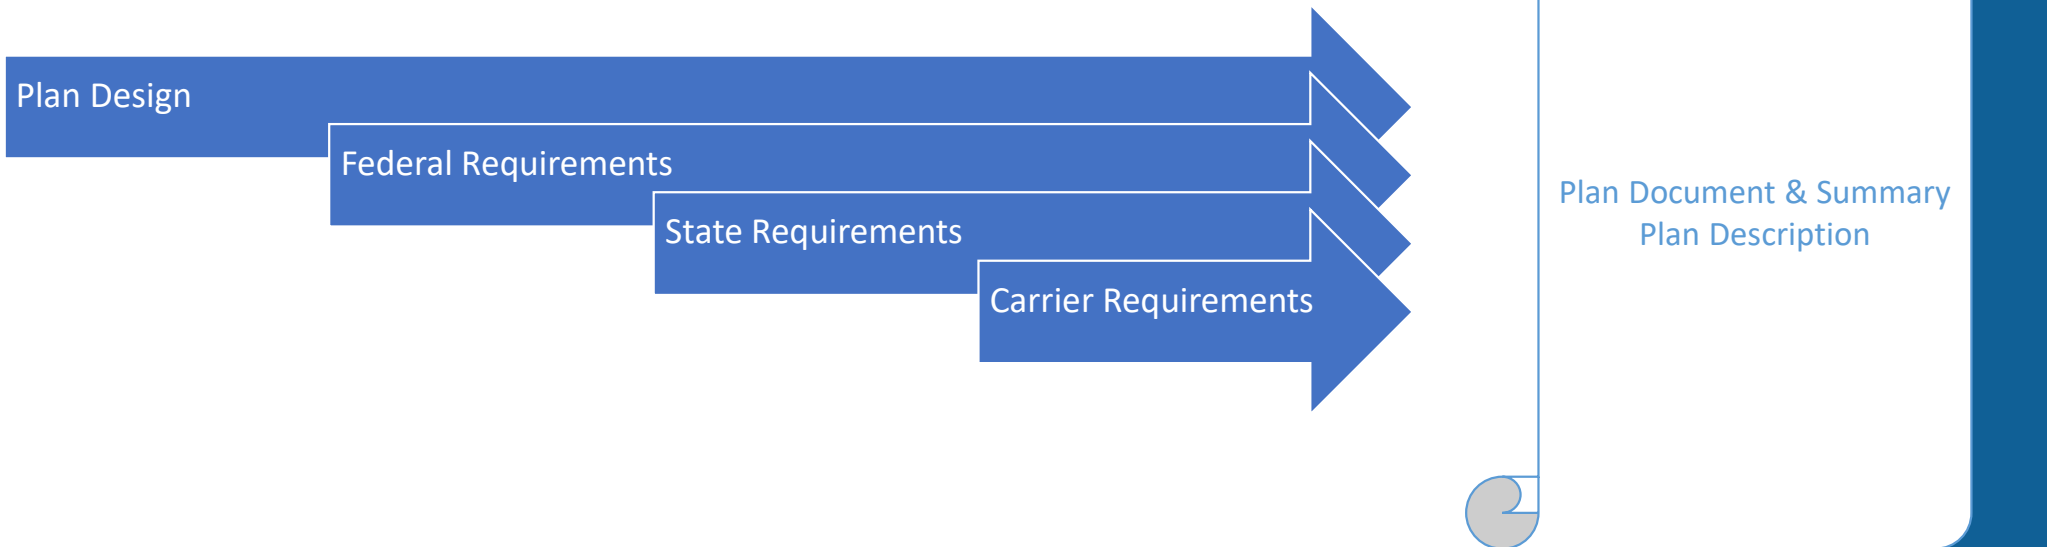 Plan Design
Federal Requirements
State Requirements
Carrier Requirements
Plan Document & Summary
Plan Description